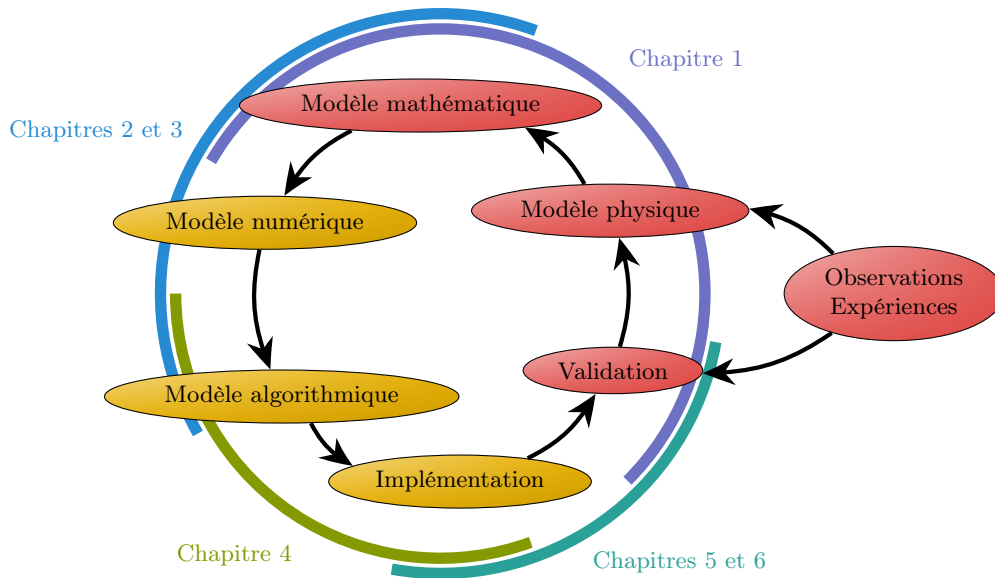 Chapitre 1
Modèle mathématique
Chapitres 2 et 3
Modèle numérique
Modèle physique
Observations
Expériences
Validation
Modèle algorithmique
Implémentation
Chapitre 4
Chapitres 5 et 6